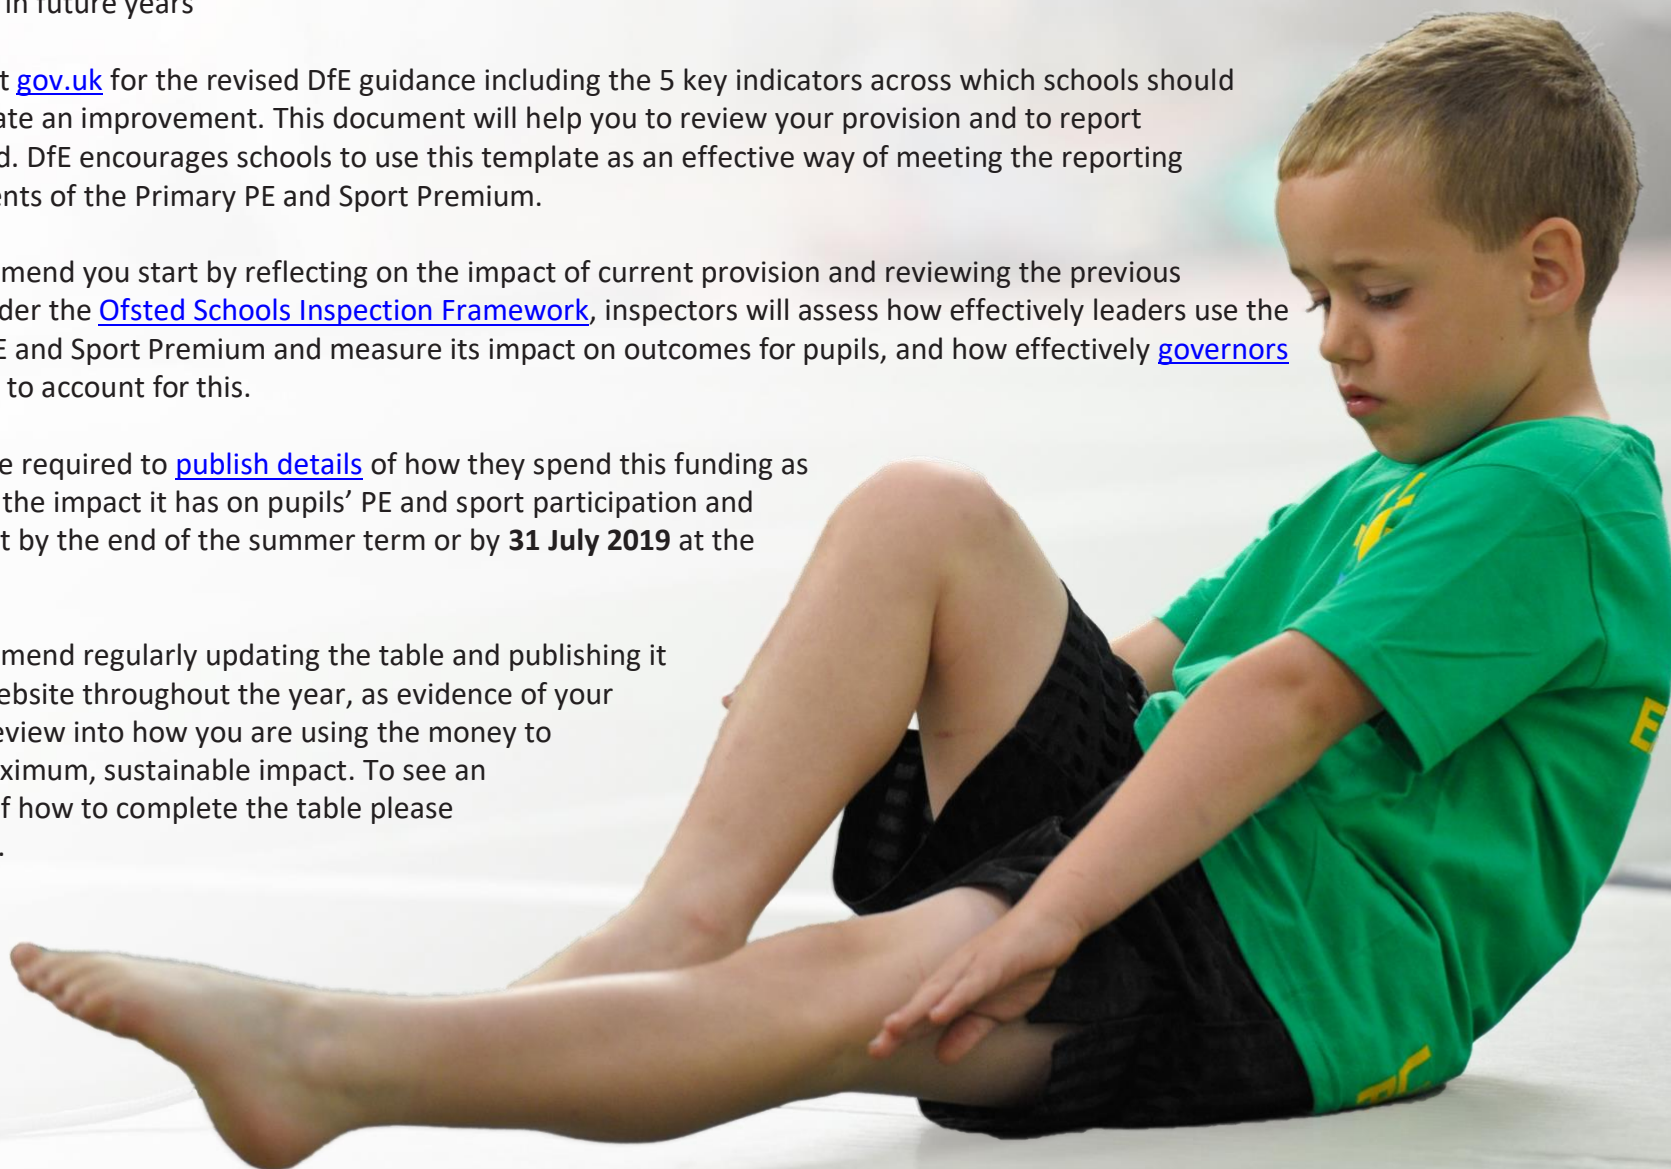 in future years
t gov.uk for the revised DfE guidance including the 5 key indicators across which schools should
ate an improvement. This document will help you to review your provision and to report
d. DfE encourages schools to use this template as an effective way of meeting the reporting
ents of the Primary PE and Sport Premium.
mend you start by reflecting on the impact of current provision and reviewing the previous
der the Ofsted Schools Inspection Framework, inspectors will assess how effectively leaders use the
E and Sport Premium and measure its impact on outcomes for pupils, and how effectively governors
to account for this.
e required to publish details of how they spend this funding as
the impact it has on pupils’ PE and sport participation and
t by the end of the summer term or by 31 July 2019 at the
mend regularly updating the table and publishing it
ebsite throughout the year, as evidence of your
eview into how you are using the money to
ximum, sustainable impact. To see an
f how to complete the table please
.